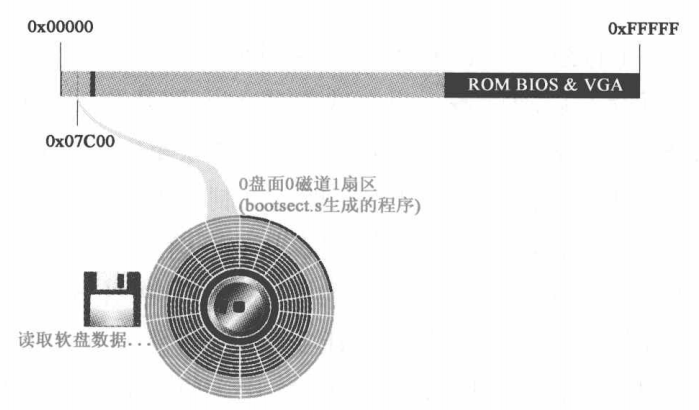 0x00000
0xFFFFF
ROM BIOS & VGA
0x07C00
0盘面0磁道1扇区
(bootsect.s生成的程序)
读取软盘数据...